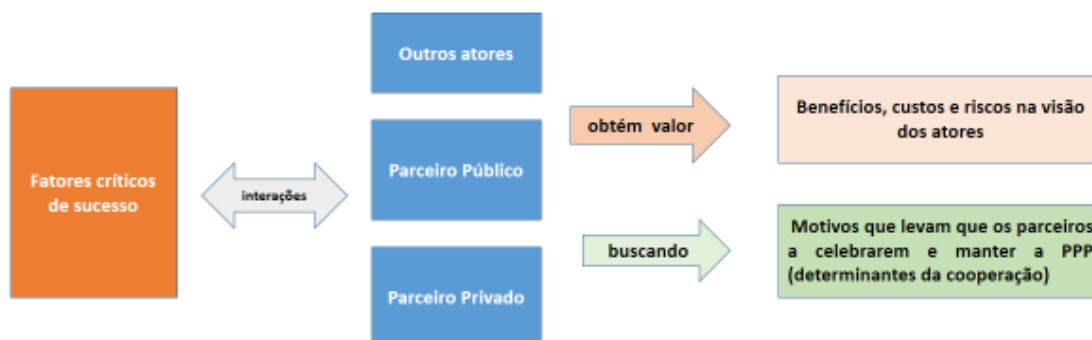 Fatores críticos
de sucesso
interações
Outros atores
Parceiro Público
Parceiro Privado
obtém valor
buscando
Benefícios, custos e riscos na visão
dos atores
Motivos que levam que os parceiros
a celebrarem e manter a PPP
(determinantes da cooperação)